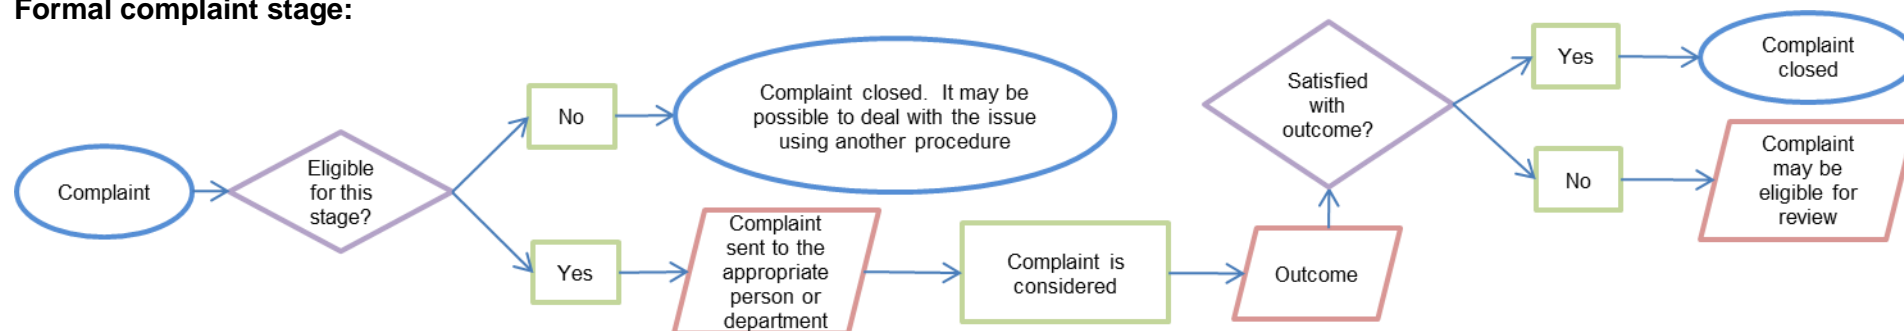 Formal complaint stage:
Complaint
Eligible
for this
stage?
No
Complaint closed. It may be
possible to deal with the issue
using another procedure
Yes
Complaint
sent to the
appropriate
person or
department
Complaint is
considered
Outcome
Satisfied
with
outcome?
Yes
Complaint
closed
No
Complaint
may be
eligible for
review